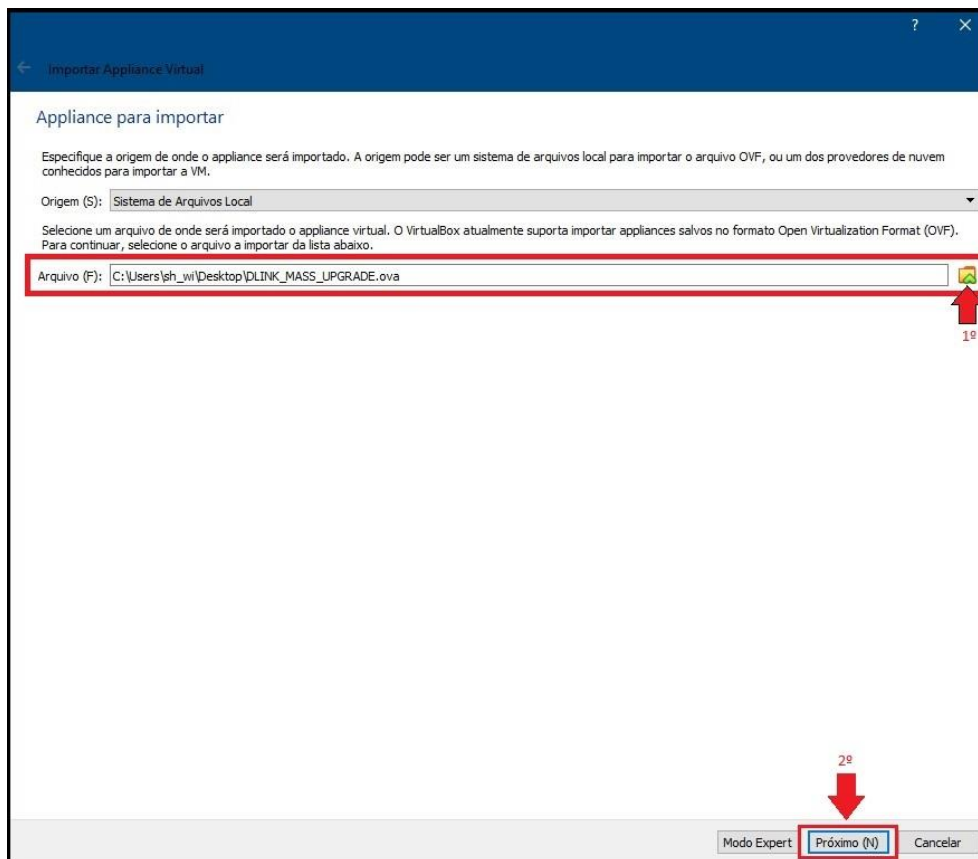 ?
Importar Appliance Virtual
Appliance para importar
Especifique a origem de onde o appliance será importado. A origem pode ser um sistema de arquivos local para importar o arquivo OVF, ou um dos provedores de nuvem
conhecidos para importar a VM.
Origem (S): Sistema de Arquivos Local
Selecione um arquivo de onde será importado o appliance virtual. O VirtualBox atualmente suporta importar appliances salvos no formato Open Virtualization Format (OVF).
Para continuar, selecione o arquivo a importar da lista abaixo.
Arquivo (F): C:\Users\sh_wi\Desktop\DLINK_MASS_UPGRADE.ova
1º
2º
Modo Expert Próximo (N) Cancelar